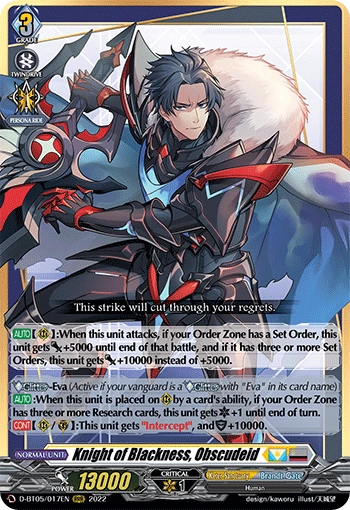 3
GRADE
TWINDRIVE
PERSONA RIDE
This strike will cut through your regrets.
AUTO [ ]:When this unit attacks, if your Order Zone has a Set Order, this
unit gets +5000 until end of that battle, and if it has three or more Set
Orders, this unit gets +10000 instead of +5000.
Glitter -Eva (Active if your vanguard is a Glitter with "Eva" in its card name)
AUTO:When this unit is placed on by a card's ability, if your Order
Zone has three or more Research cards, this unit gets +1 until end of turn.
CONT [ / ]:This unit gets "Intercept", and +10000.
NORMAL UNIT Knight of Blackness, Obscudeid
D-BT05/017EN RRR 2022 POWER 13000 CRITICAL 1 Keter Sanctuary Brandt Gate
Human
design/kaworu illust/天城望